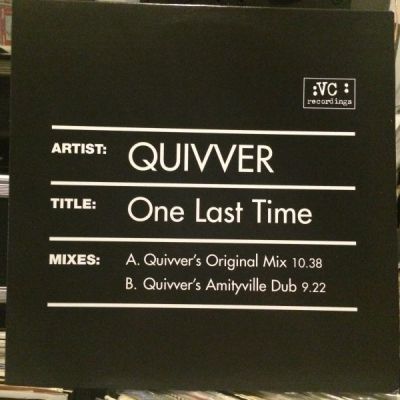 :VC :
recordings
ARTIST: QUIVVER
TITLE: One Last Time
MIXES: A. Quivver's Original Mix 10.38
B. Quivver's Amityville Dub 9.22